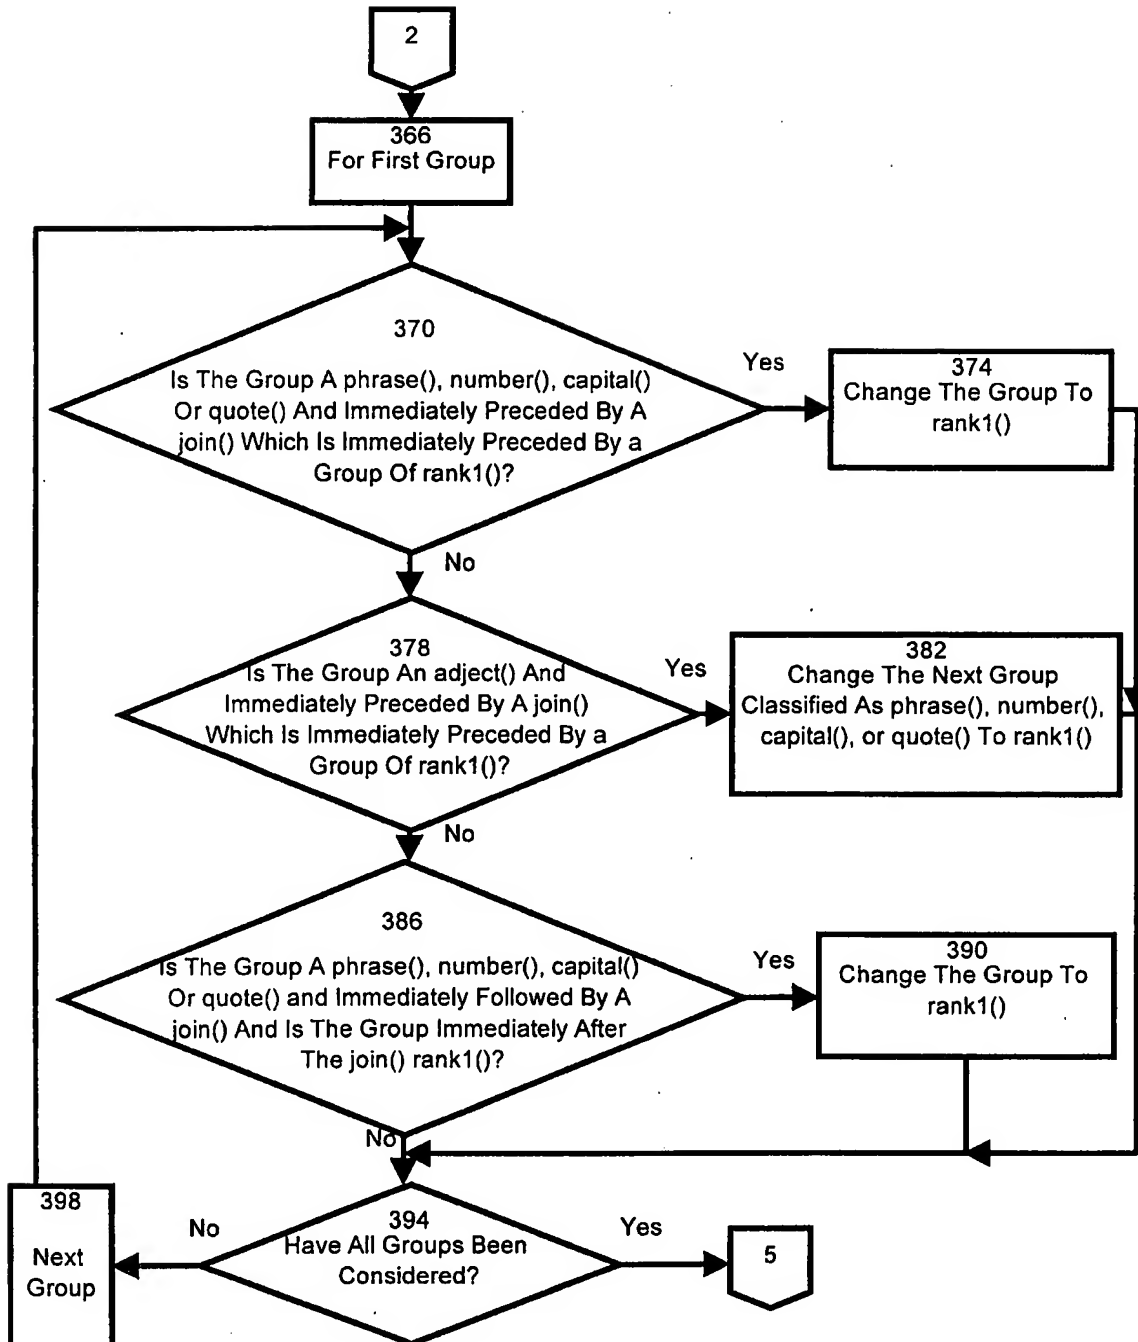 2
366
For First Group
370
Is The Group A phrase(), number(), capital()
Or quote() And Immediately Preceded By A
join() Which Is Immediately Preceded By a
Group Of rank1()?
Yes
374
Change The Group To
rank1()
No
378
Is The Group An adject() And
Immediately Preceded By A join()
Which Is Immediately Preceded By a
Group Of rank1()?
Yes
382
Change The Next Group
Classified As phrase(), number(),
capital(), or quote() To rank1()
No
386
Is The Group A phrase(), number(), capital()
Or quote() and Immediately Followed By A
join() And Is The Group Immediately After
The join() rank1()?
Yes
390
Change The Group To
rank1()
No
394
Have All Groups Been
Considered?
No
398
Next
Group
Yes
5